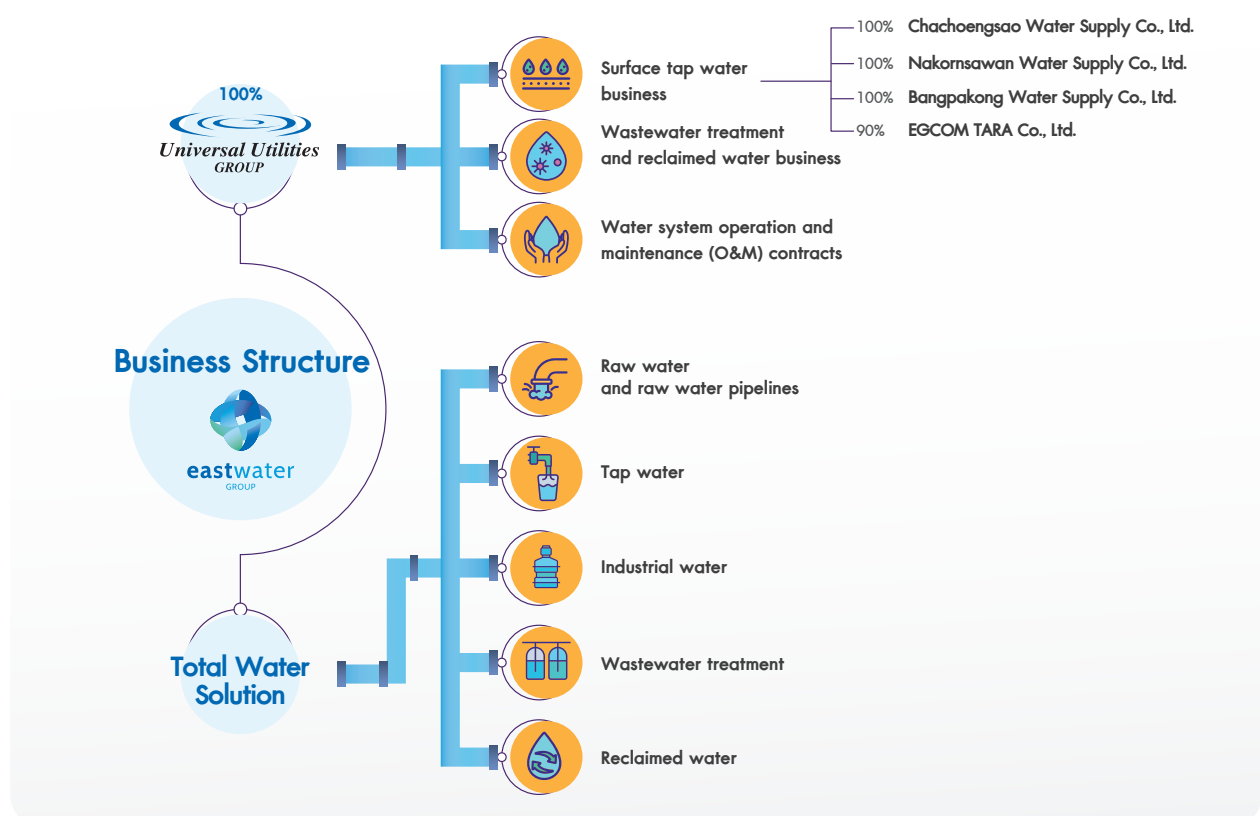 100%
Universal Utilities
GROUP
Surface tap water
business
100% Chachoengsao Water Supply Co., Ltd.
100% Nakornsawan Water Supply Co., Ltd.
100% Bangpakong Water Supply Co., Ltd.
90% EGCOM TARA Co., Ltd.
Wastewater treatment
and reclaimed water business
Water system operation and
maintenance (O&M) contracts
Business Structure
eastwater
GROUP
Raw water
and raw water pipelines
Tap water
Industrial water
Total Water
Solution
Wastewater treatment
Reclaimed water